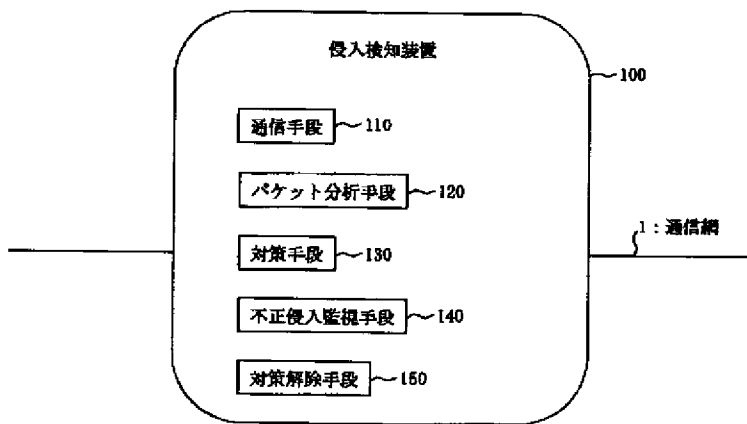 侵入検知装置
100
通信手段 110
パケット分析手段 120
1：通信網
対策手段 130
不正侵入監視手段 140
対策解除手段 150